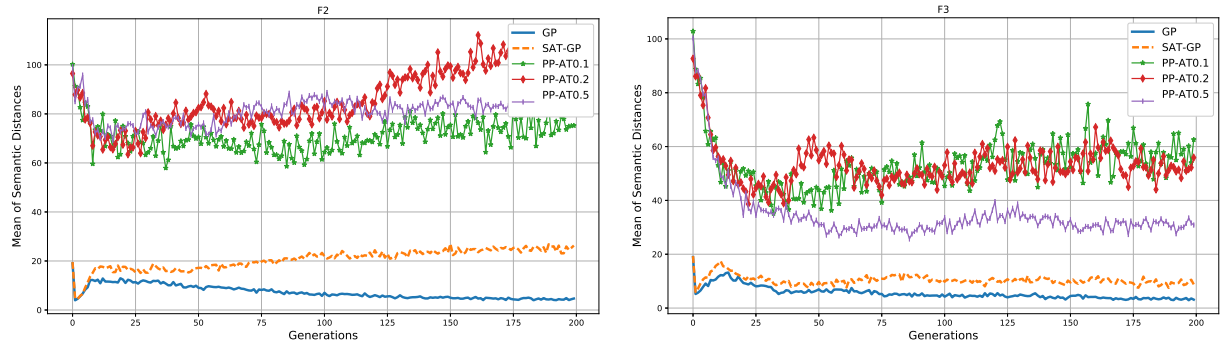 F2
Mean of Semantic Distances
100
80
60
40
20
0
0 25 50 75 100 125 150 175 200
Generations
GP
SAT-GP
PP-AT0.1
PP-AT0.2
PP-AT0.5
F3
Mean of Semantic Distances
100
80
60
40
20
0
0 25 50 75 100 125 150 175 200
Generations
GP
SAT-GP
PP-AT0.1
PP-AT0.2
PP-AT0.5